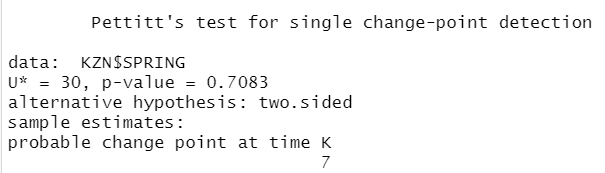 Pettitt's test for single change-point detection
data: KZN$SPRING
U* = 30, p-value = 0.7083
alternative hypothesis: two.sided
sample estimates:
probable change point at time K
7